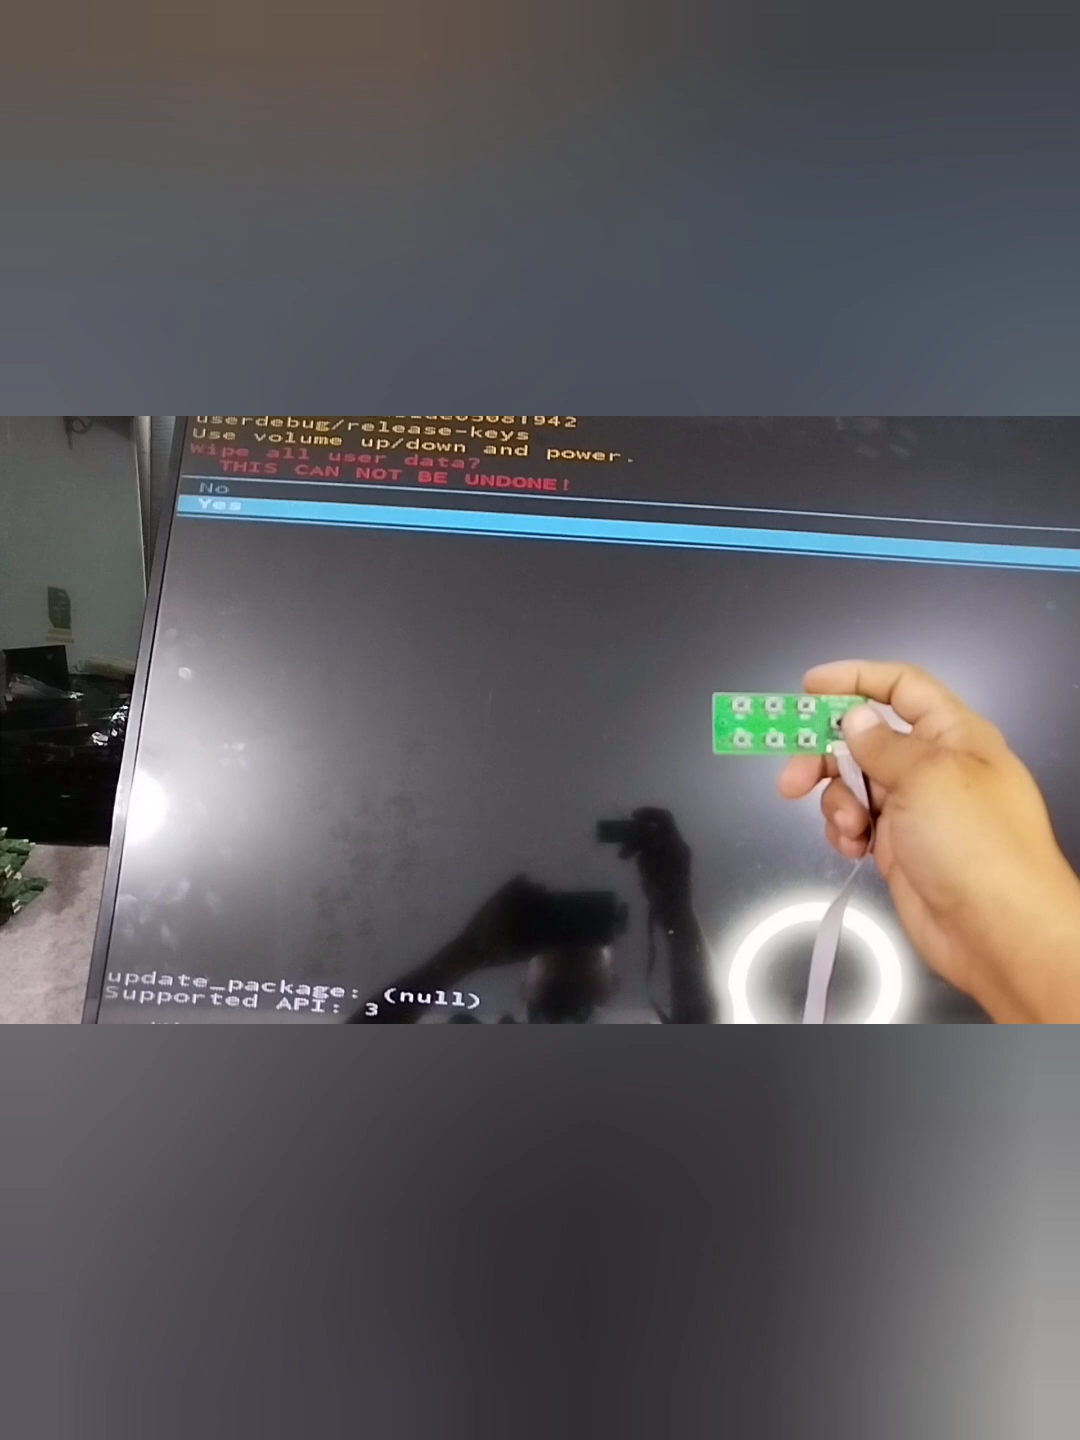 userdebug/release-keys
Use volume up/down and power.
Wipe all user data?
THIS CAN NOT BE UNDONE!
No
Yes
update_package: (null)
Supported API: 3